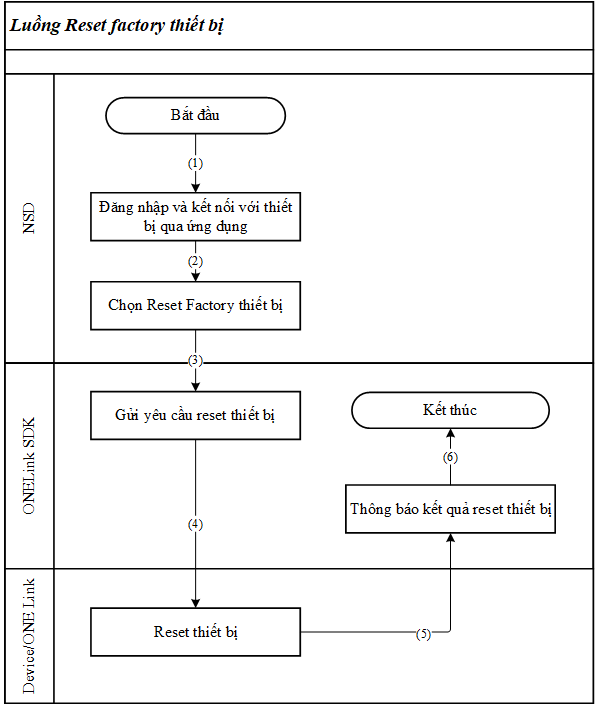 Luồng Reset factory thiết bị
NSD
Bắt đầu
(1)
Đăng nhập và kết nối với thiết
bị qua ứng dụng
(2)
Chọn Reset Factory thiết bị
(3)
ONELink SDK
Gửi yêu cầu reset thiết bị
Kết thúc
(6)
Thông báo kết quả reset thiết bị
(4)
Device/ONE Link
Reset thiết bị
(5)